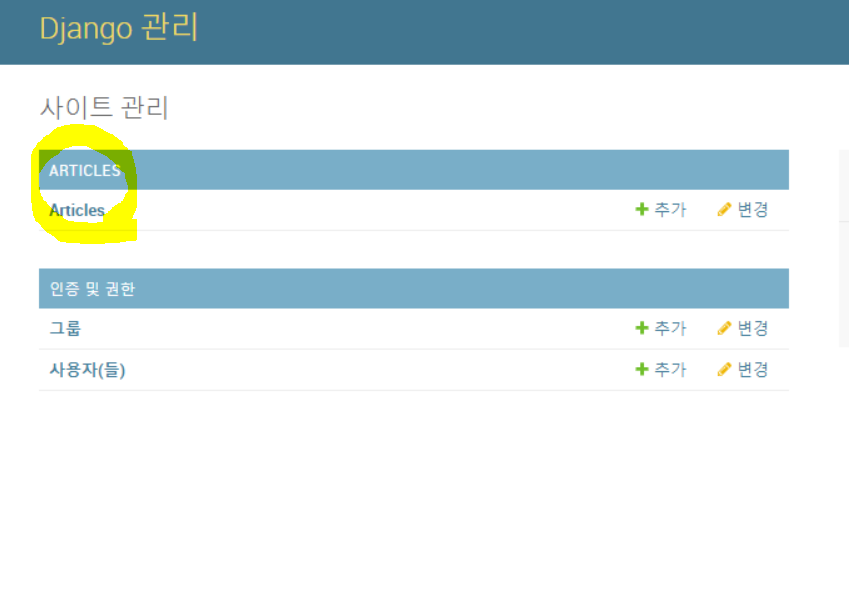 Django 관리
사이트 관리
ARTICLES
Articles 추가 변경
인증 및 권한
그룹 추가 변경
사용자(들) 추가 변경